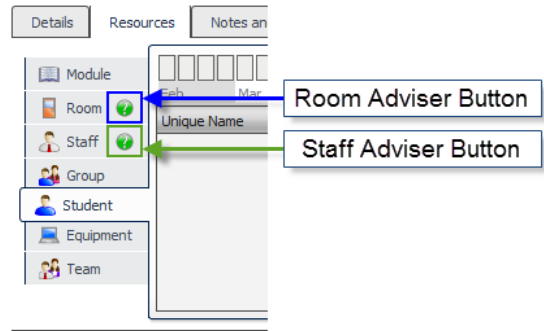 Details Resources Notes an
Module
Feb Mar
Room
Room Adviser Button
Unique Name
Staff
Staff Adviser Button
Group
Student
Equipment
Team